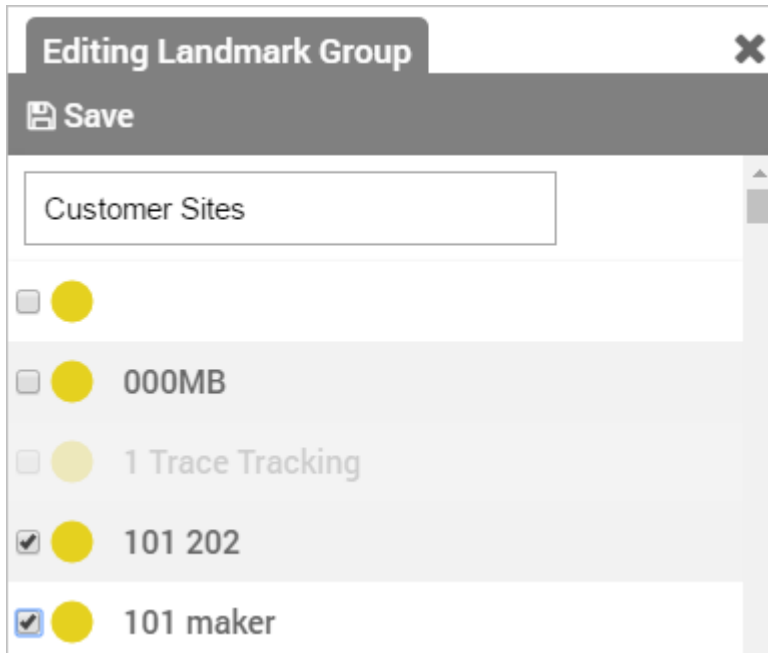 Editing Landmark Group
Save
Customer Sites
000MB
1 Trace Tracking
101 202
101 maker